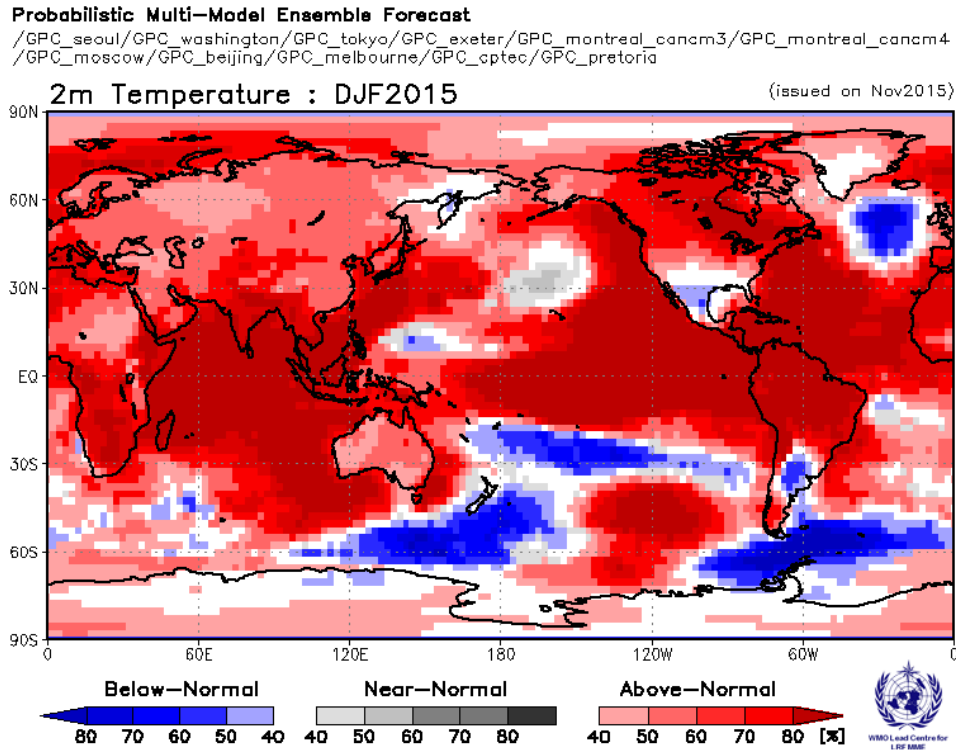 Probabilistic Multi-Model Ensemble Forecast
/GPC_seoul/GPC_washington/GPC_tokyo/GPC_exeter/GPC_montreal_cancm3/GPC_montreal_cancm4
/GPC_moscow/GPC_beijing/GPC_melbourne/GPC_cptec/GPC_pretoria
2m Temperature : DJF2015 (issued on Nov2015)
90N
60N
30N
EQ
30S
60S
90S
0 60E 120E 180 120W 60W 0
Below-Normal Near-Normal Above-Normal
80 70 60 50 40 40 50 60 70 80 40 50 60 70 80 [%]
WMO Lead Centre for
LRF MME